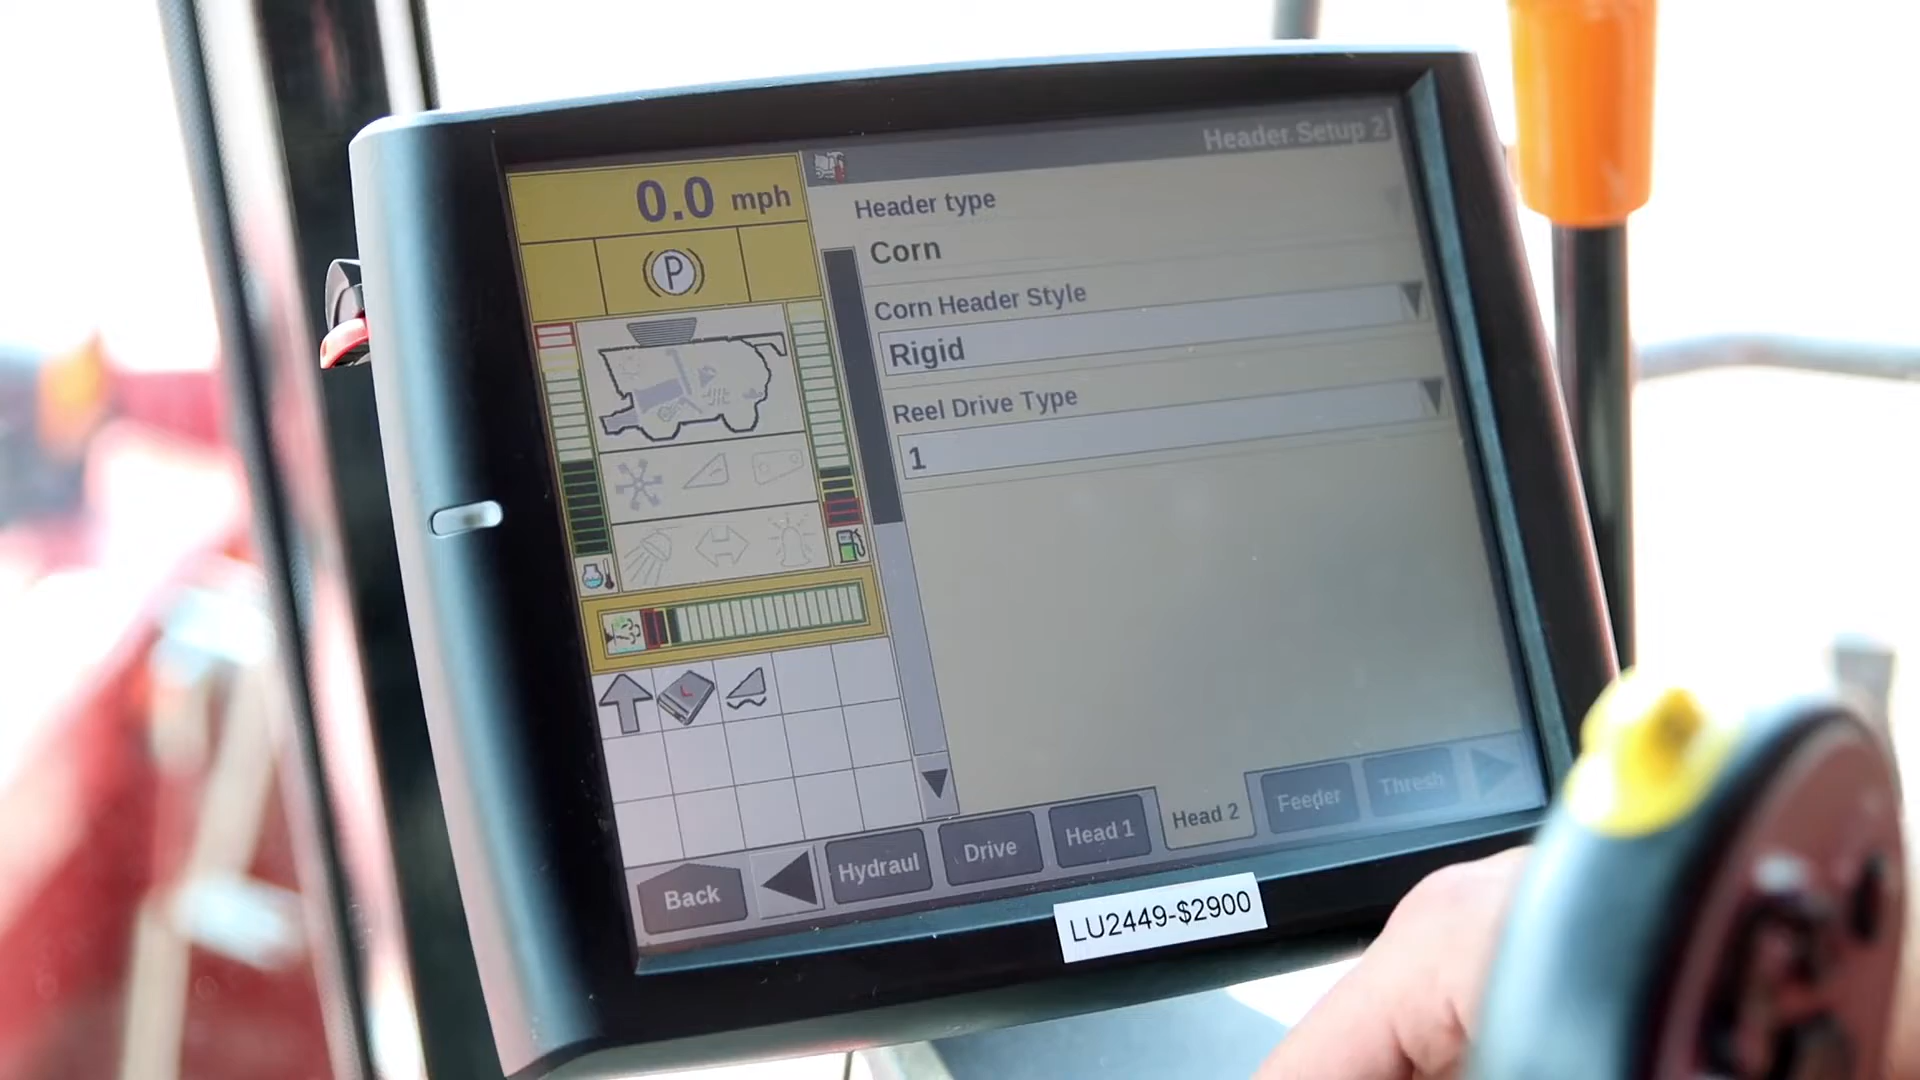 Header Setup 2
0.0 mph
P
Header type
Corn
Corn Header Style
Rigid
Reel Drive Type
1
Back
Hydraul
Drive
Head 1
Head 2
Feeder
Thresh
LU2449-$2900